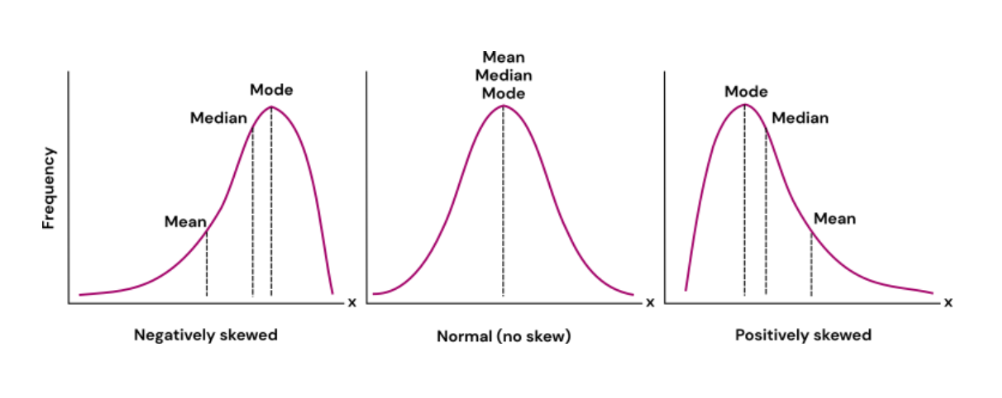 Frequency
Mode
Median
Mean
x
Negatively skewed
Mean
Median
Mode
x
Normal (no skew)
Mode
Median
Mean
x
Positively skewed